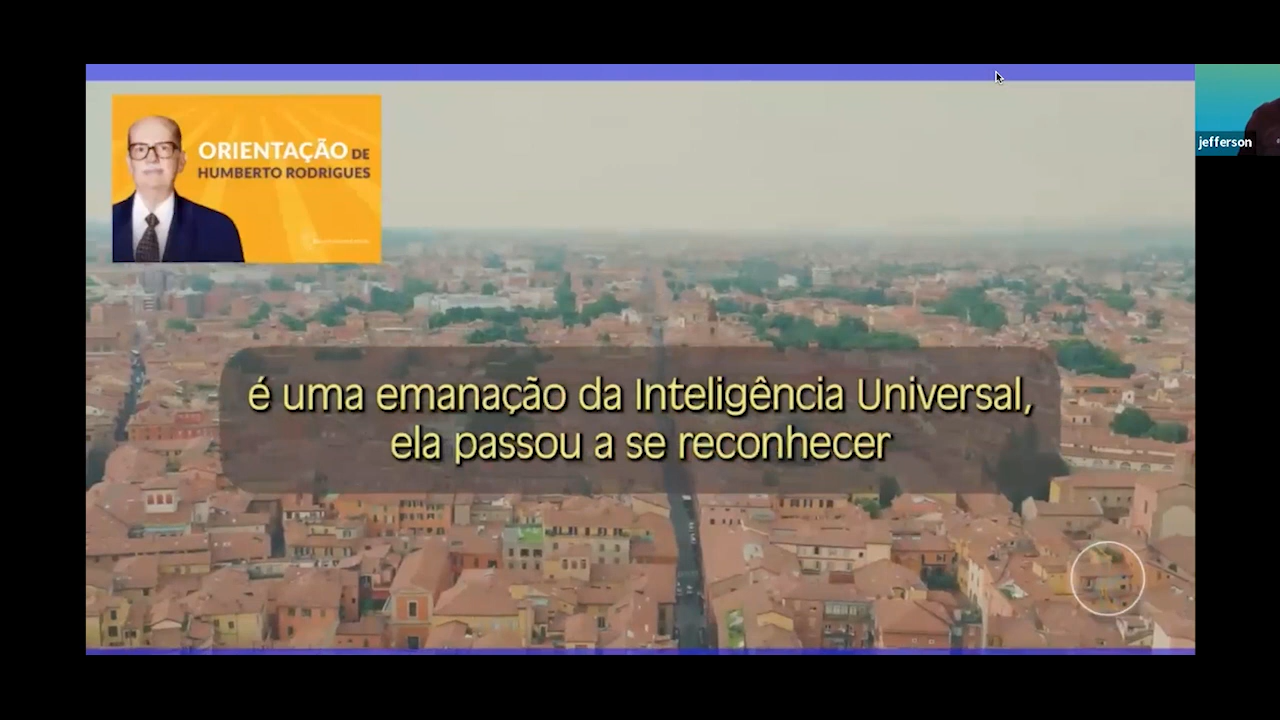 ORIENTAÇÃO DE
HUMBERTO RODRIGUES
jefferson
é uma emanação da Inteligência Universal,
ela passou a se reconhecer